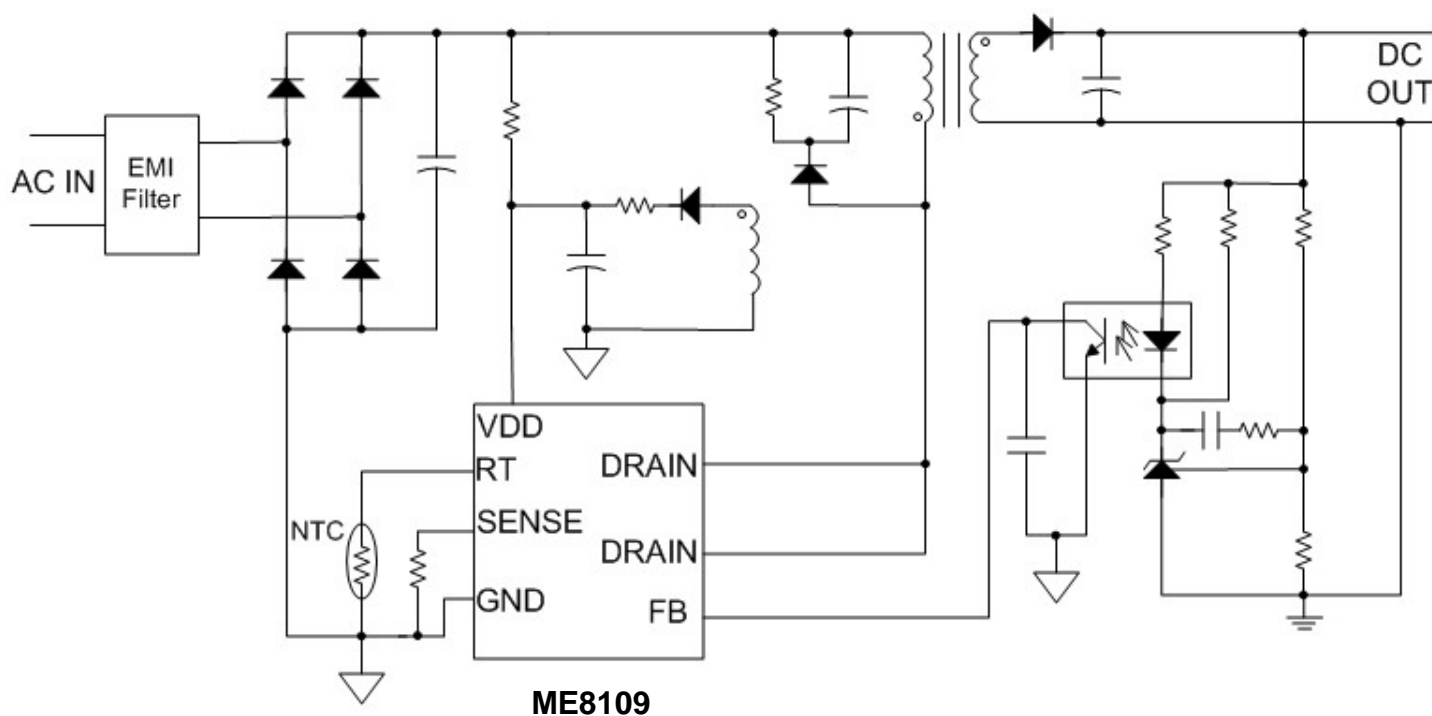 DC
OUT
AC IN
EMI
Filter
VDD
RT
DRAIN
NTC
SENSE
DRAIN
GND
FB
ME8109